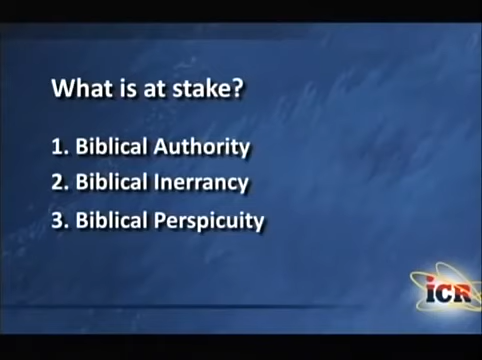 What is at stake?
1. Biblical Authority
2. Biblical Inerrancy
3. Biblical Perspicuity
iCR